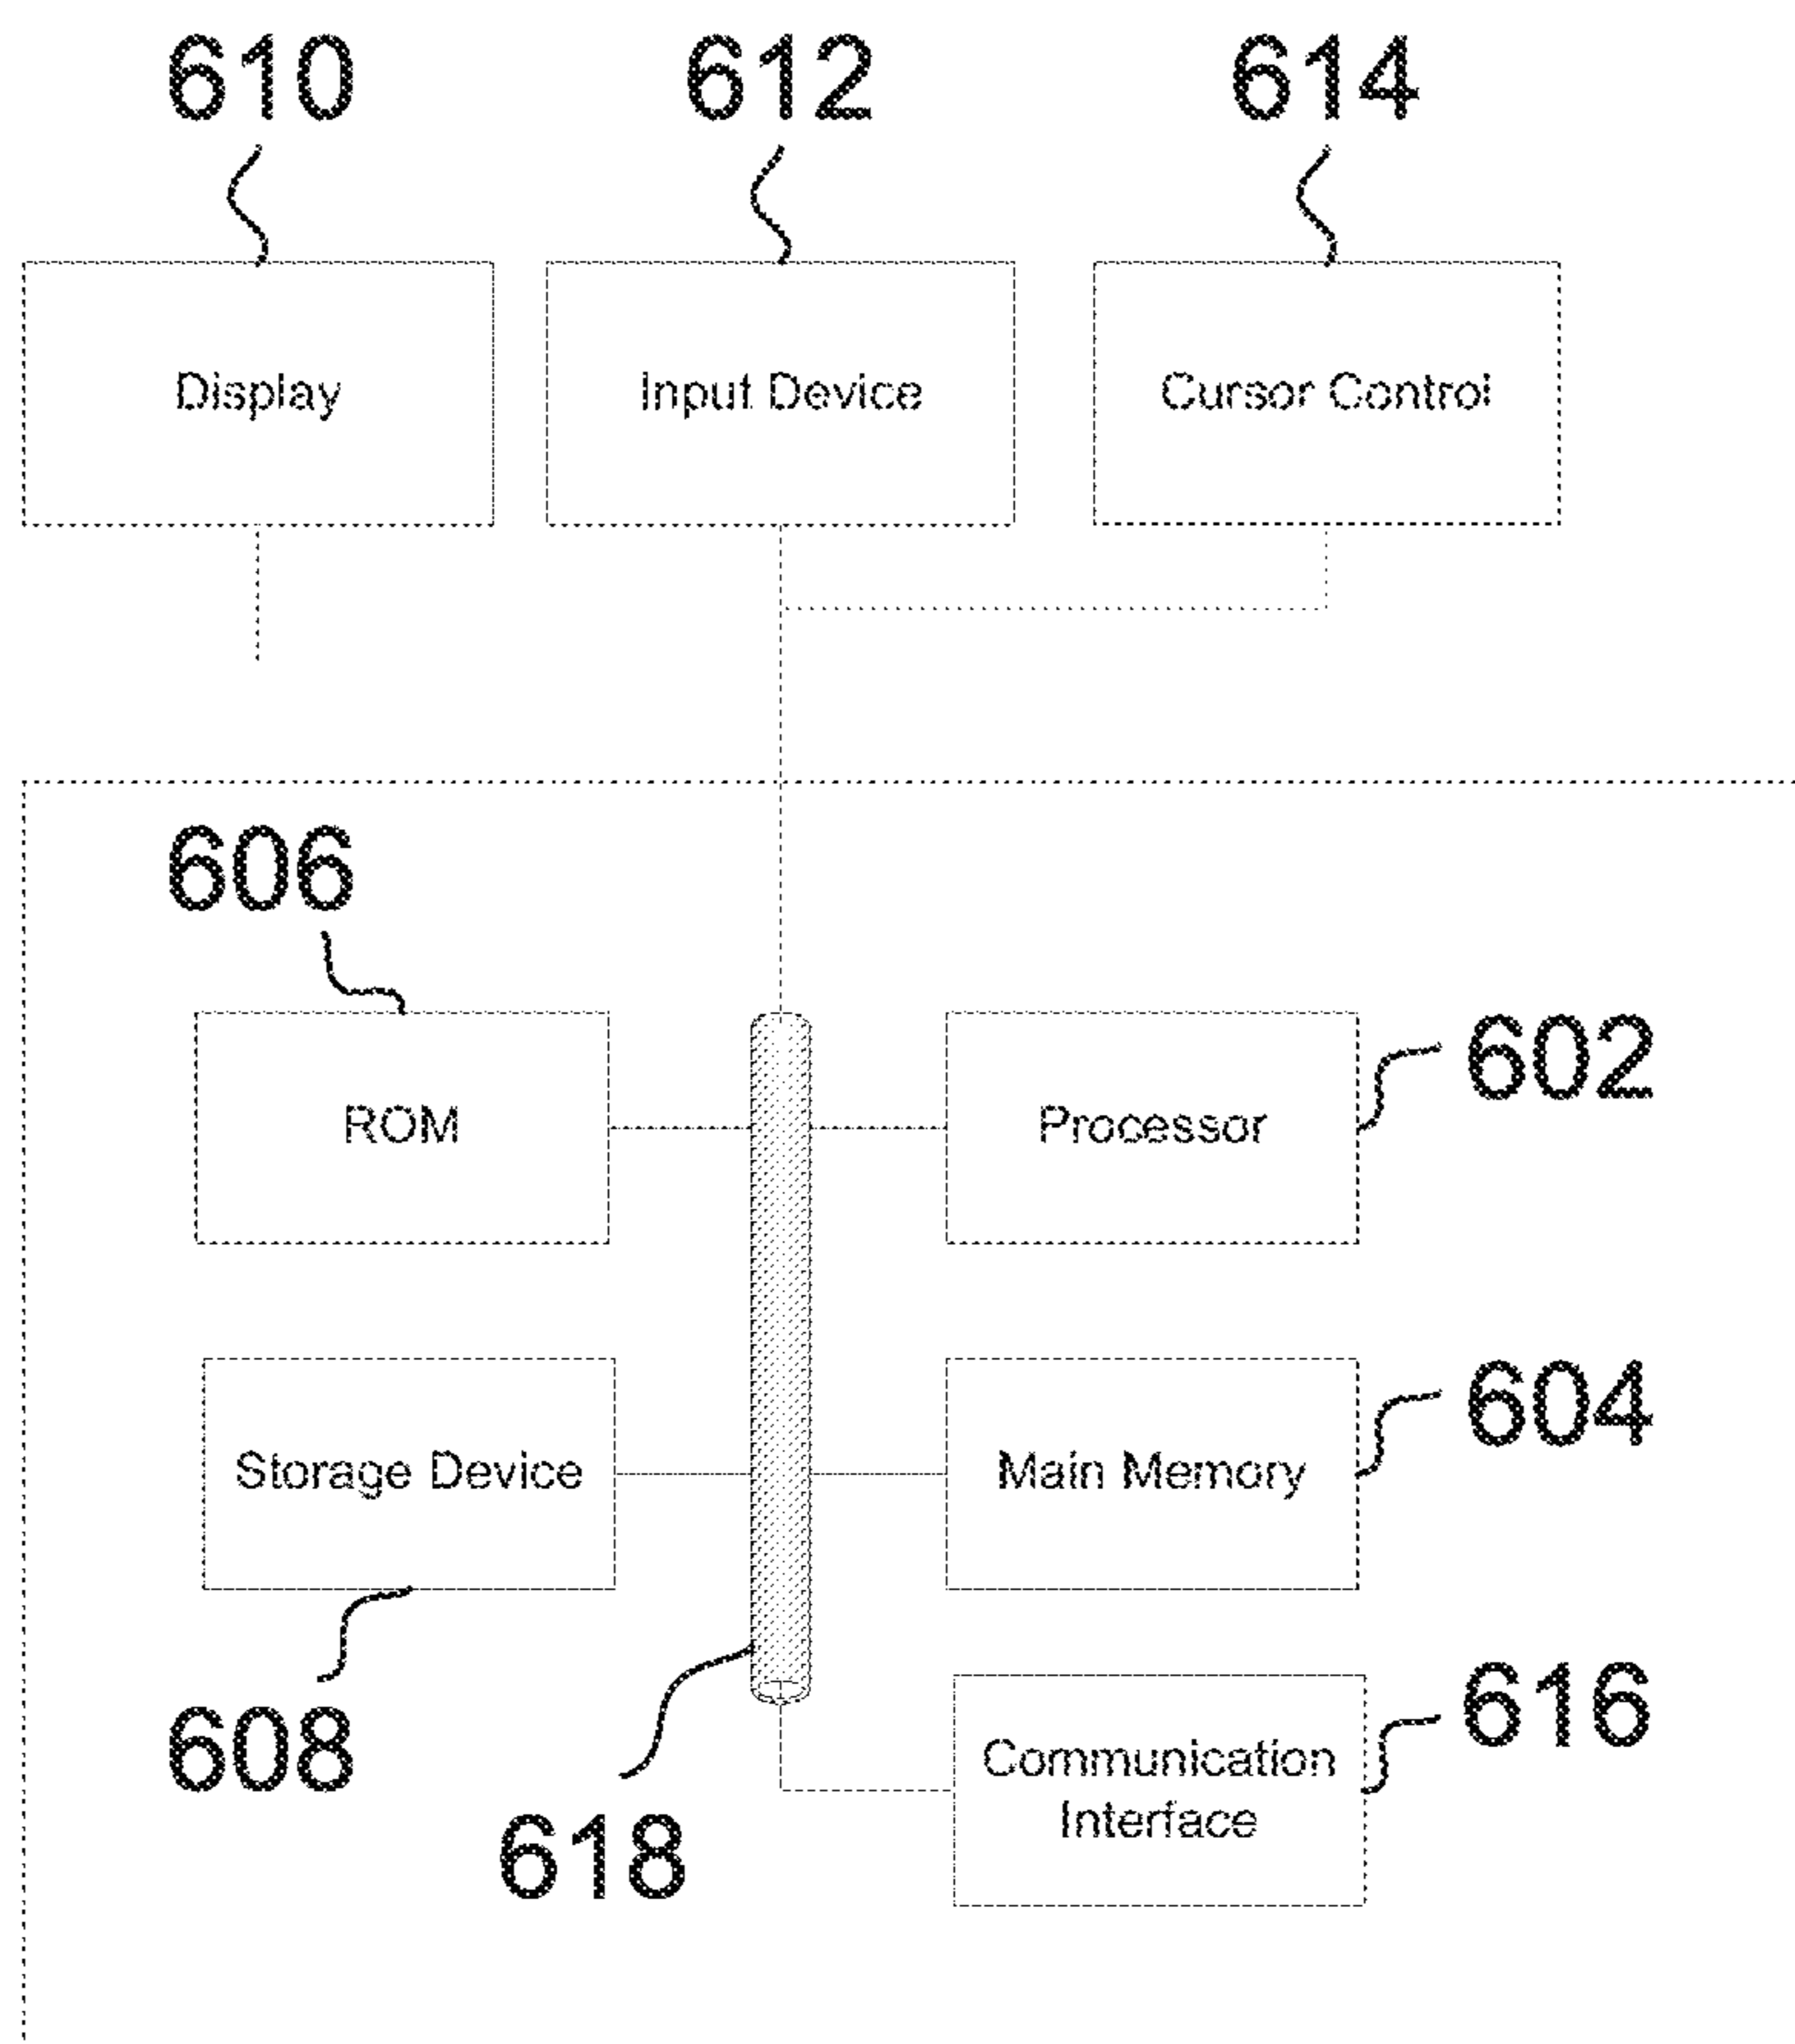 610
612
614
Display
Input Device
Cursor Control
606
ROM
Processor
602
Storage Device
Main Memory
604
608
618
Communication
Interface
616